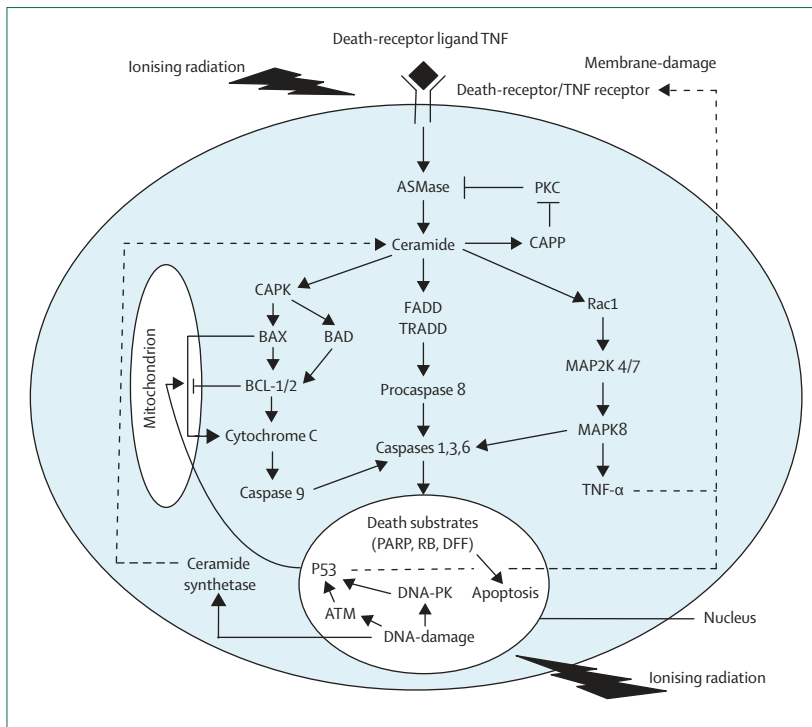 Death-receptor ligand TNF
Ionising radiation
Membrane-damage
Death-receptor/TNF receptor
ASMase
PKC
Ceramide
CAPP
CAPK
FADD
TRADD
Rac1
BAX
BAD
MAP2K 4/7
Mitochondrion
BCL-1/2
Procaspase 8
Cytochrome C
MAPK8
Caspases 1,3,6
Caspase 9
TNF-α
Death substrates
(PARP, RB, DFF)
Ceramide
synthetase
P53
DNA-PK
Apoptosis
ATM
DNA-damage
Nucleus
Ionising radiation